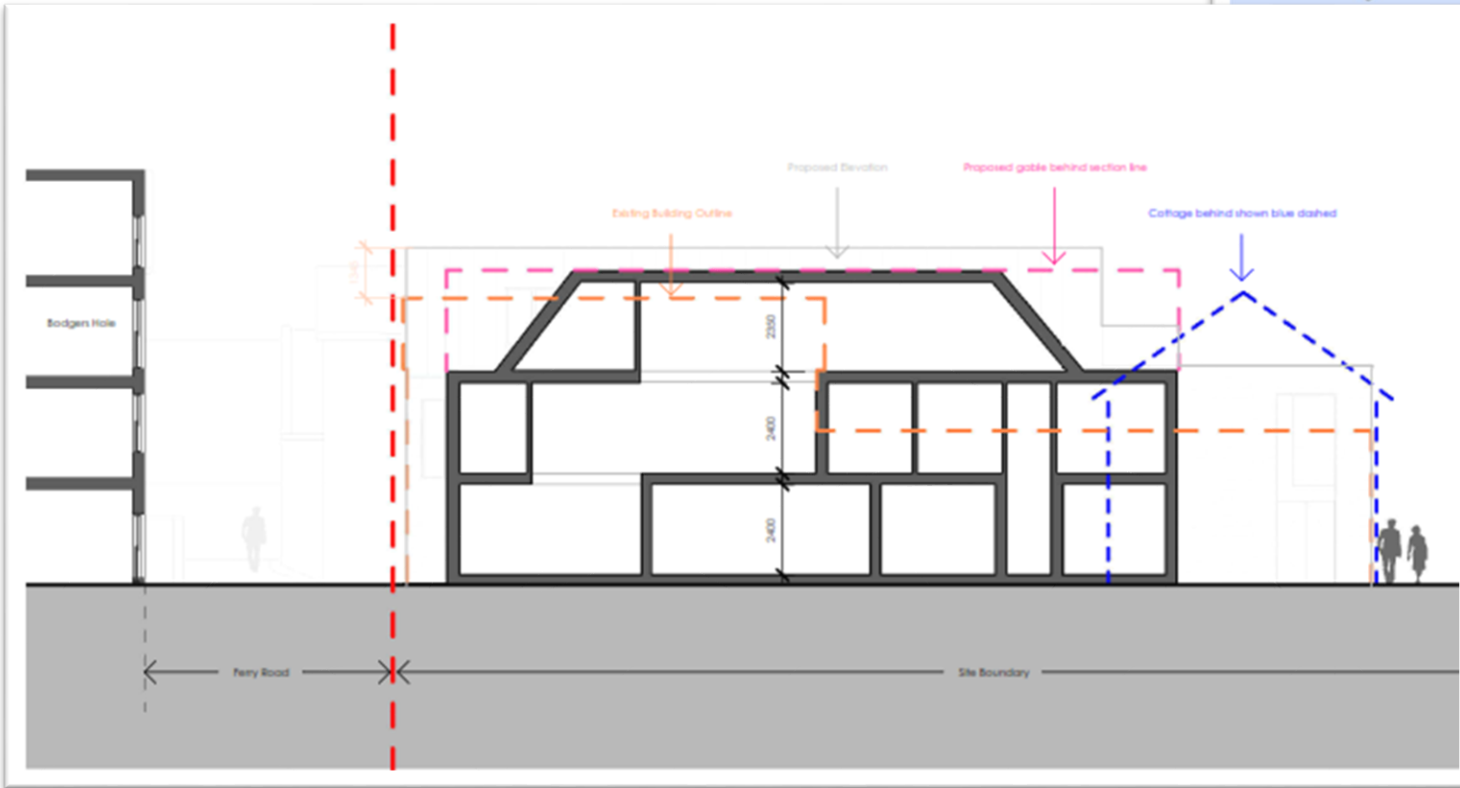 Proposed Elevation
Proposed gable behind section line
Existing Building Outline
Cottage behind shown blue dashed
Badgers Hole
2350
2400
2400
Ferry Road
Site Boundary